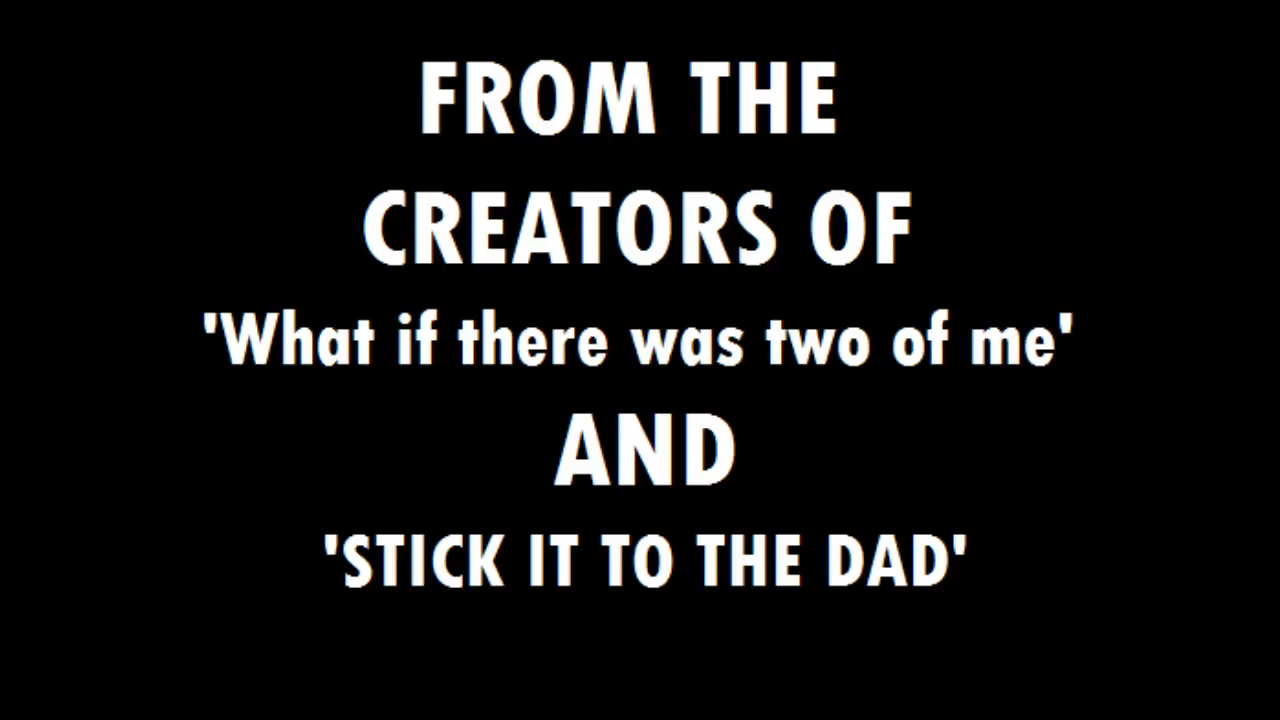 FROM THE
CREATORS OF
'What if there was two of me'
AND
'STICK IT TO THE DAD'